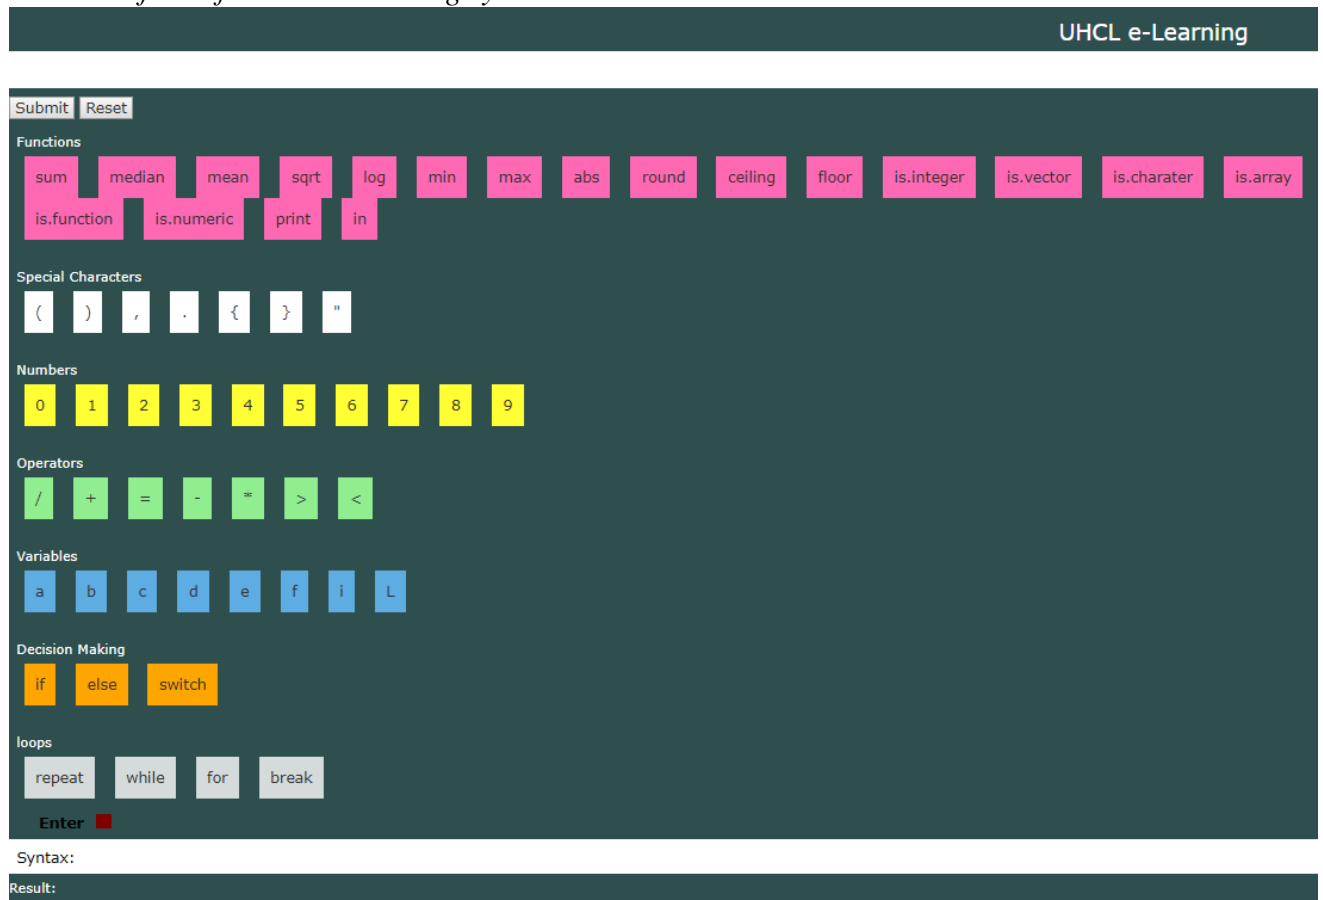 UHCL e-Learning
Submit Reset
Functions
sum median mean sqrt log min max abs round ceiling floor is.integer is.vector is.charater is.array
is.function is.numeric print in
Special Characters
( ) , . { } "
Numbers
0 1 2 3 4 5 6 7 8 9
Operators
/ + = - * > <
Variables
a b c d e f i L
Decision Making
if else switch
loops
repeat while for break
Enter
Syntax:
Result: